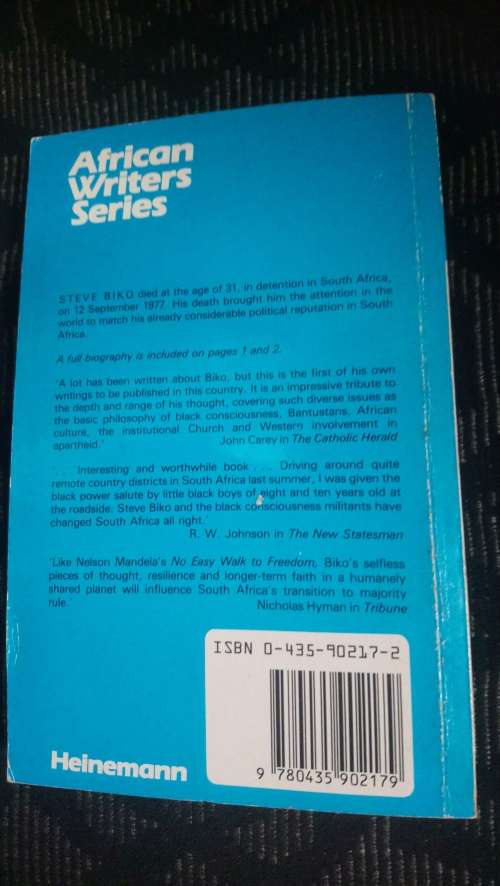 African
Writers
Series
STEVE BIKO died at the age of 31, in detention in South Africa,
on 12 September 1977. His death brought him the attention in the
world to match his already considerable political reputation in South
Africa.
A full biography is included on pages 1 and 2.
'A lot has been written about Biko, but this is the first of his own
writings to be published in this country. It is an impressive tribute to
the depth and range of his thought, covering such diverse issues as
the basic philosophy of black consciousness, Bantustans, African
culture, the institutional Church and Western involvement in
apartheid.' John Carey in The Catholic Herald
. . . 'Interesting and worthwhile book . . . Driving around quite
remote country districts in South Africa last summer, I was given the
black power salute by little black boys of eight and ten years old at
the roadside. Steve Biko and the black consciousness militants have
changed South Africa all right.'
R. W. Johnson in The New Statesman
'Like Nelson Mandela's No Easy Walk to Freedom, Biko's selfless
pieces of thought, resilience and longer-term faith in a humanely
shared planet will influence South Africa's transition to majority
rule.' Nicholas Hyman in Tribune
ISBN 0-435-90217-2
9 780435 902179
Heinemann